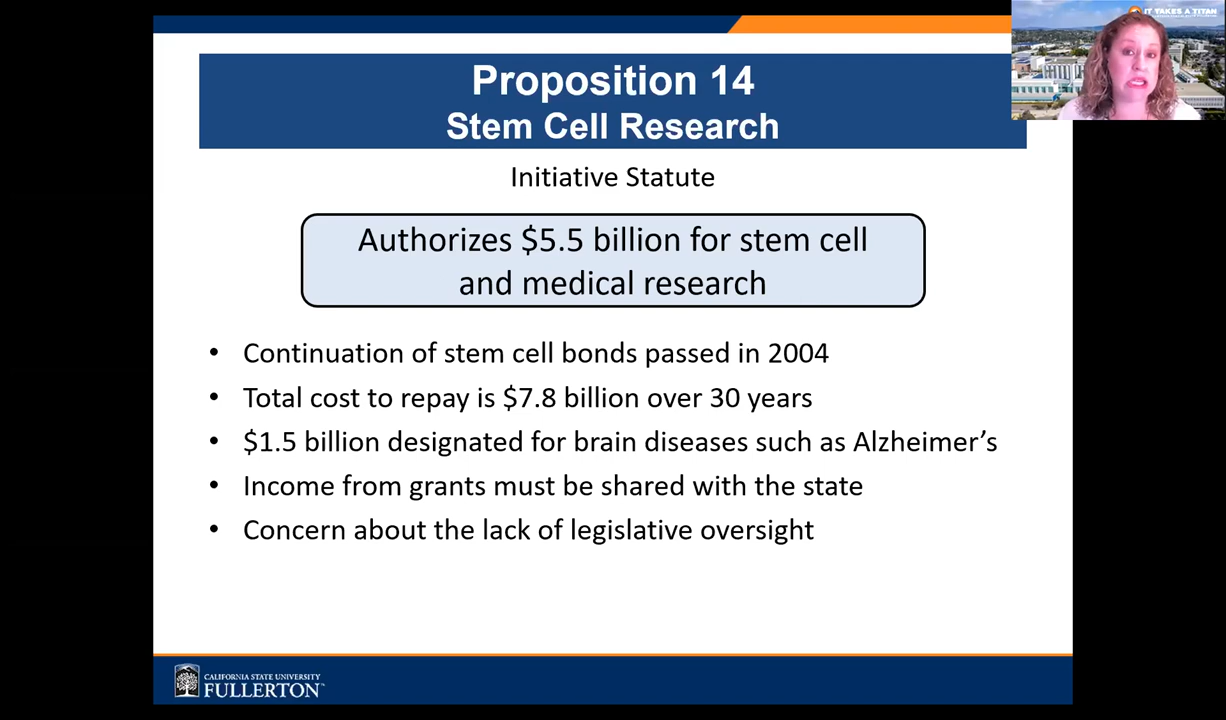 IT TAKES A TITAN
Proposition 14
Stem Cell Research
Initiative Statute
Authorizes $5.5 billion for stem cell
and medical research
• Continuation of stem cell bonds passed in 2004
• Total cost to repay is $7.8 billion over 30 years
• $1.5 billion designated for brain diseases such as Alzheimer’s
• Income from grants must be shared with the state
• Concern about the lack of legislative oversight
CALIFORNIA STATE UNIVERSITY
FULLERTON™